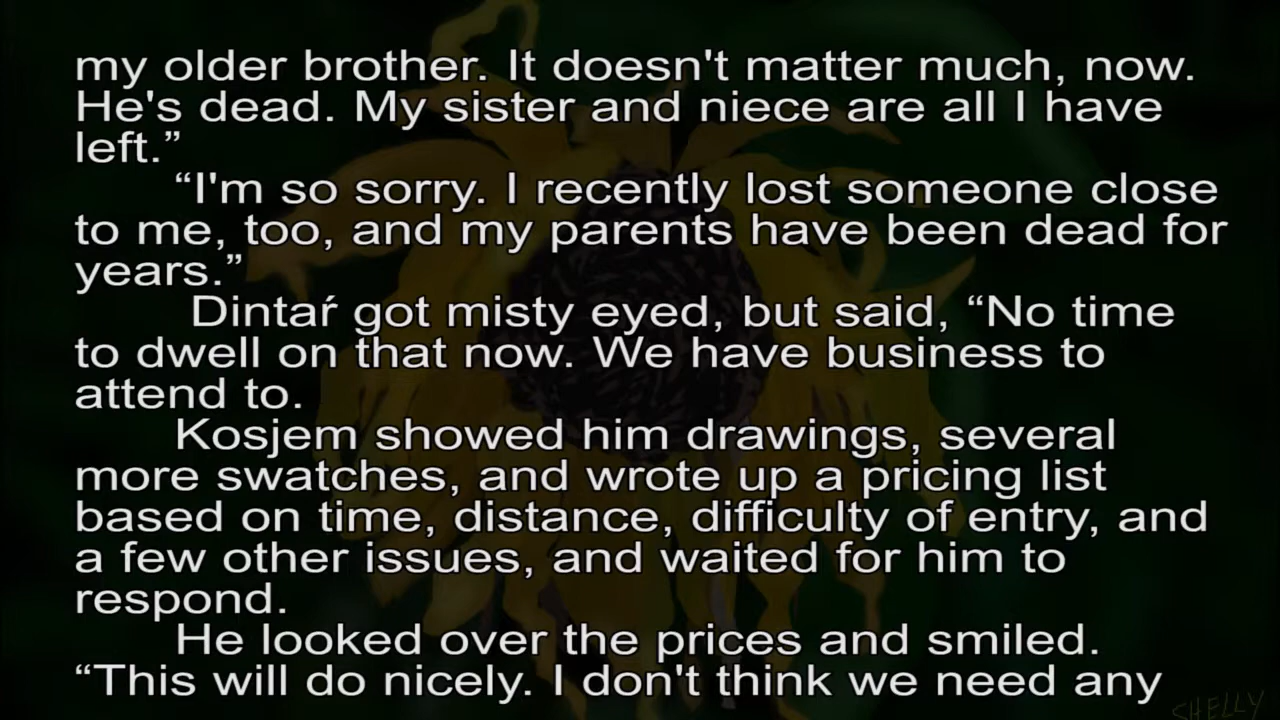 my older brother. It doesn't matter much, now.
He's dead. My sister and niece are all I have
left.”
“I'm so sorry. I recently lost someone close
to me, too, and my parents have been dead for
years.”
Dintaŕ got misty eyed, but said, “No time
to dwell on that now. We have business to
attend to.
Kosjem showed him drawings, several
more swatches, and wrote up a pricing list
based on time, distance, difficulty of entry, and
a few other issues, and waited for him to
respond.
He looked over the prices and smiled.
“This will do nicely. I don't think we need any
SHELLY